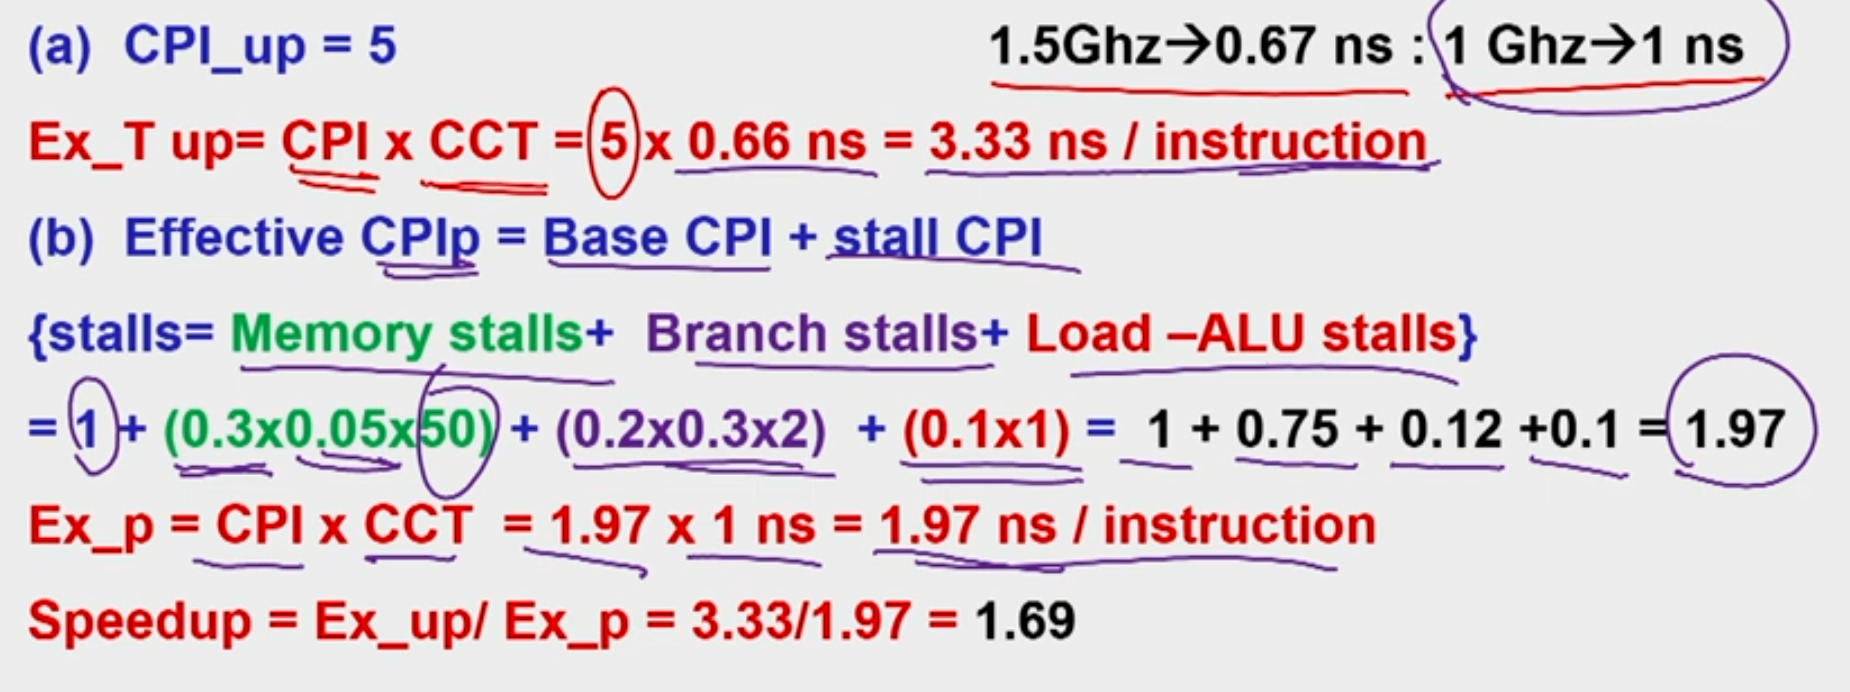 (a) CPI_up = 5 1.5Ghz→0.67 ns : 1 Ghz→1 ns
Ex_T up= CPI x CCT = 5 x 0.66 ns = 3.33 ns / instruction
(b) Effective CPIp = Base CPI + stall CPI
{stalls= Memory stalls+ Branch stalls+ Load –ALU stalls}
= 1 + (0.3x0.05x50) + (0.2x0.3x2) + (0.1x1) = 1 + 0.75 + 0.12 +0.1 = 1.97
Ex_p = CPI x CCT = 1.97 x 1 ns = 1.97 ns / instruction
Speedup = Ex_up/ Ex_p = 3.33/1.97 = 1.69